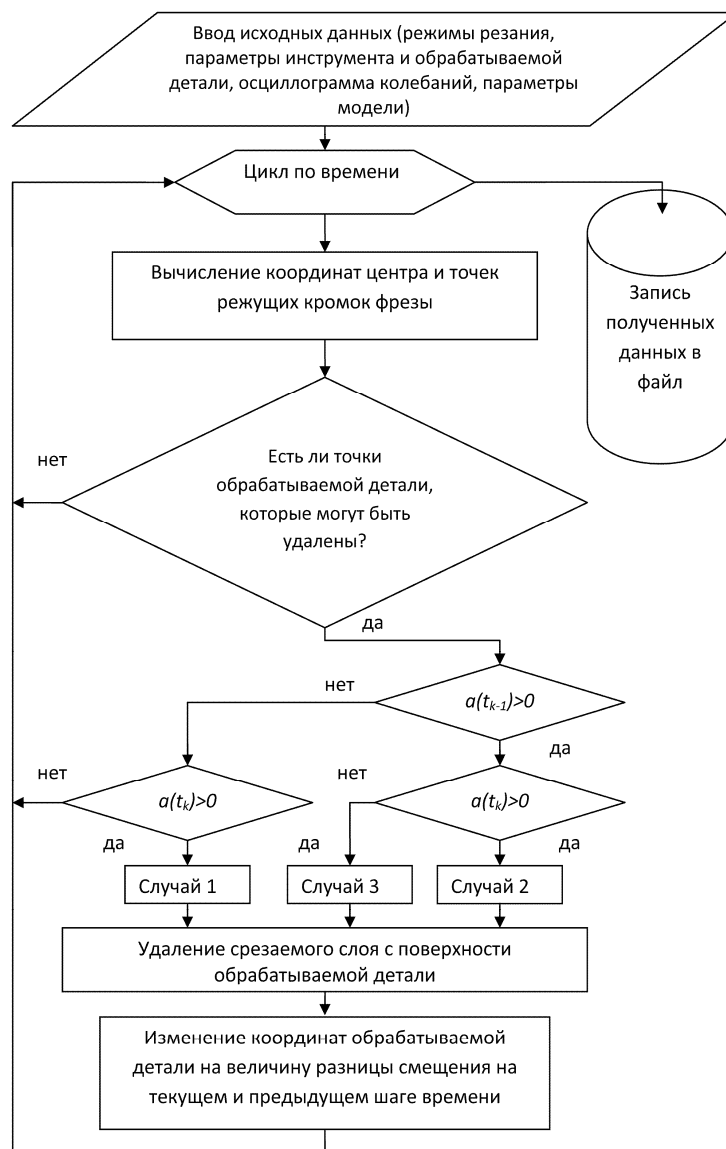 Ввод исходных данных (режимы резания,
параметры инструмента и обрабатываемой
детали, осциллограмма колебаний, параметры
модели)
Цикл по времени
Вычисление координат центра и точек
режущих кромок фрезы
Запись
полученных
данных в
файл
нет
Есть ли точки
обрабатываемой детали,
которые могут быть
удалены?
да
нет
a(tk-1)>0
да
нет
a(tk)>0
нет
a(tk)>0
да
да
да
Случай 1
Случай 3
Случай 2
Удаление срезаемого слоя с поверхности
обрабатываемой детали
Изменение координат обрабатываемой
детали на величину разницы смещения на
текущем и предыдущем шаге времени